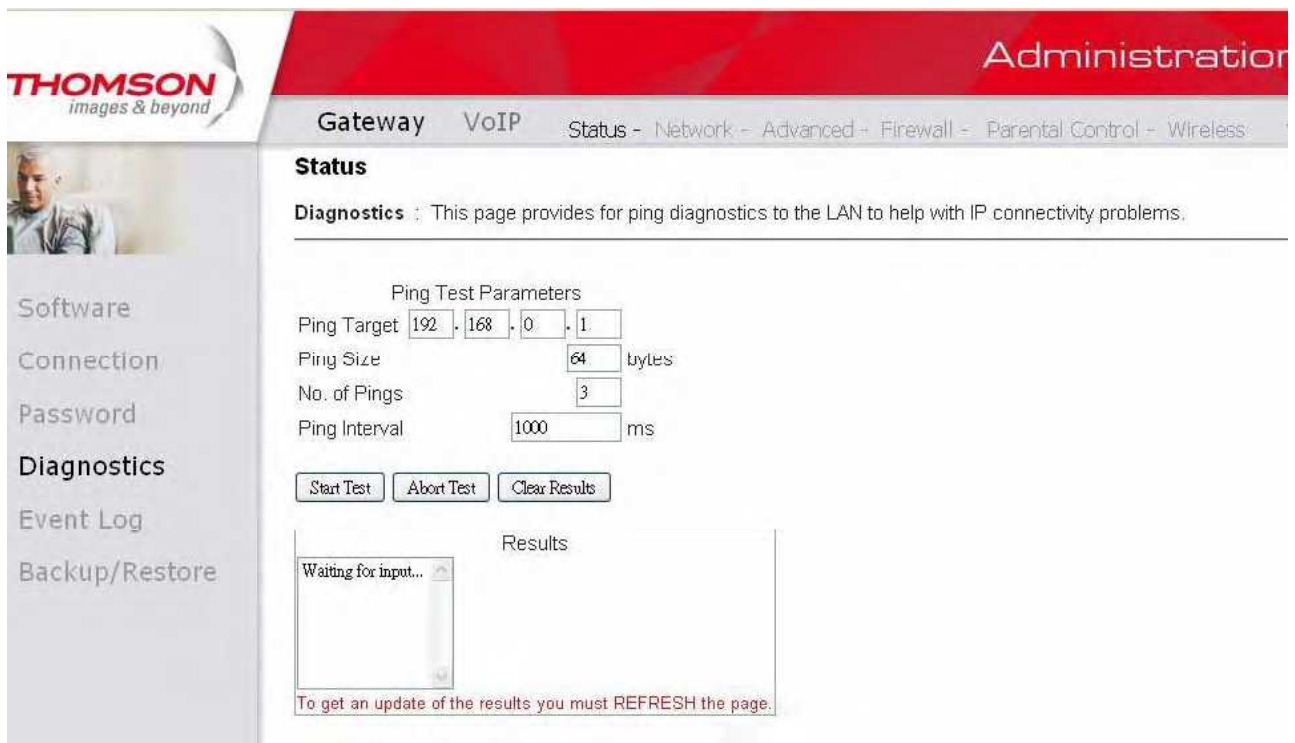 THOMSON
images & beyond
Administration
Gateway VoIP Status - Network - Advanced - Firewall - Parental Control - Wireless
Status
Diagnostics : This page provides for ping diagnostics to the LAN to help with IP connectivity problems.
Software
Connection
Password
Diagnostics
Event Log
Backup/Restore
Ping Test Parameters
Ping Target 192 . 168 . 0 . 1
Ping Size 64 bytes
No. of Pings 3
Ping Interval 1000 ms
Start Test Abort Test Clear Results
Results
Waiting for input...
To get an update of the results you must REFRESH the page.